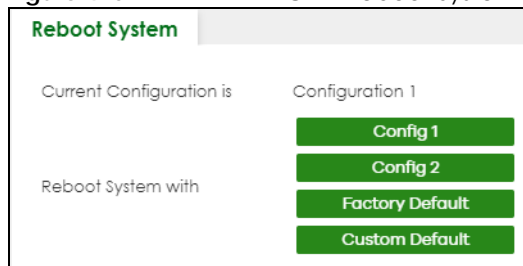 Reboot System
Current Configuration is Configuration 1
Config 1
Config 2
Reboot System with
Factory Default
Custom Default